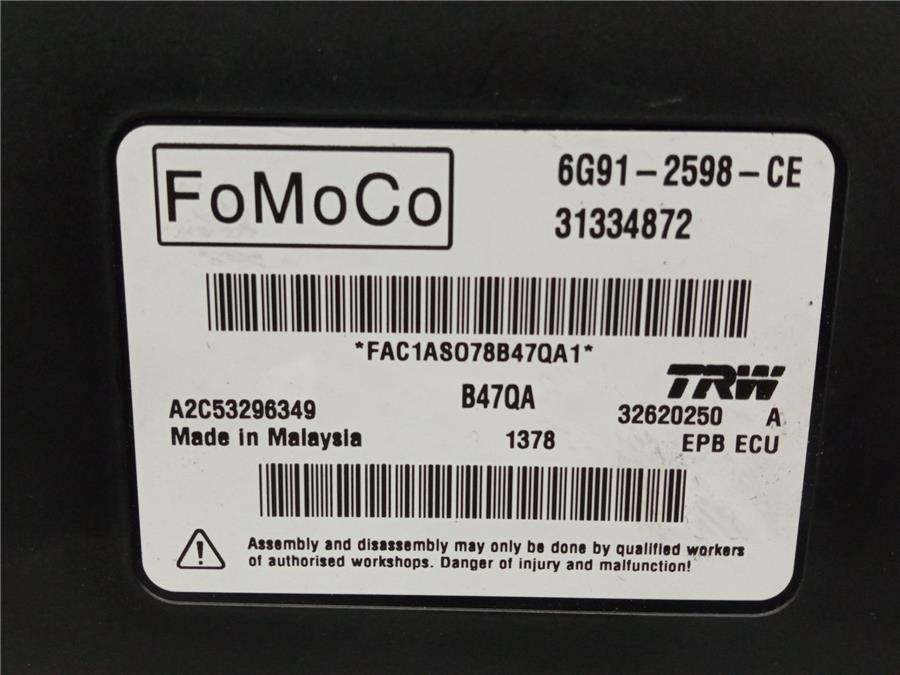 FoMoCo
6G91-2598-CE
31334872
*FAC1AS078B47QA1*
TRW
A2C53296349
B47QA
32620250 A
Made in Malaysia
1378
EPB ECU
Assembly and disassembly may only be done by qualified workers
of authorised workshops. Danger of injury and malfunction!